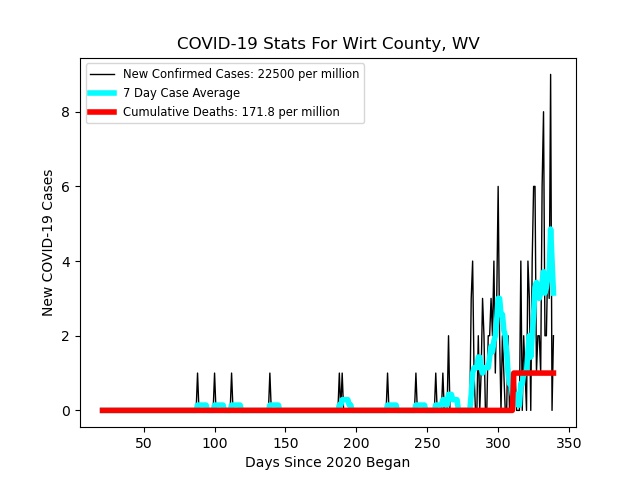 COVID-19 Stats For Wirt County, WV
New Confirmed Cases: 22500 per million
7 Day Case Average
Cumulative Deaths: 171.8 per million
New COVID-19 Cases
8
6
4
2
0
50 100 150 200 250 300 350
Days Since 2020 Began